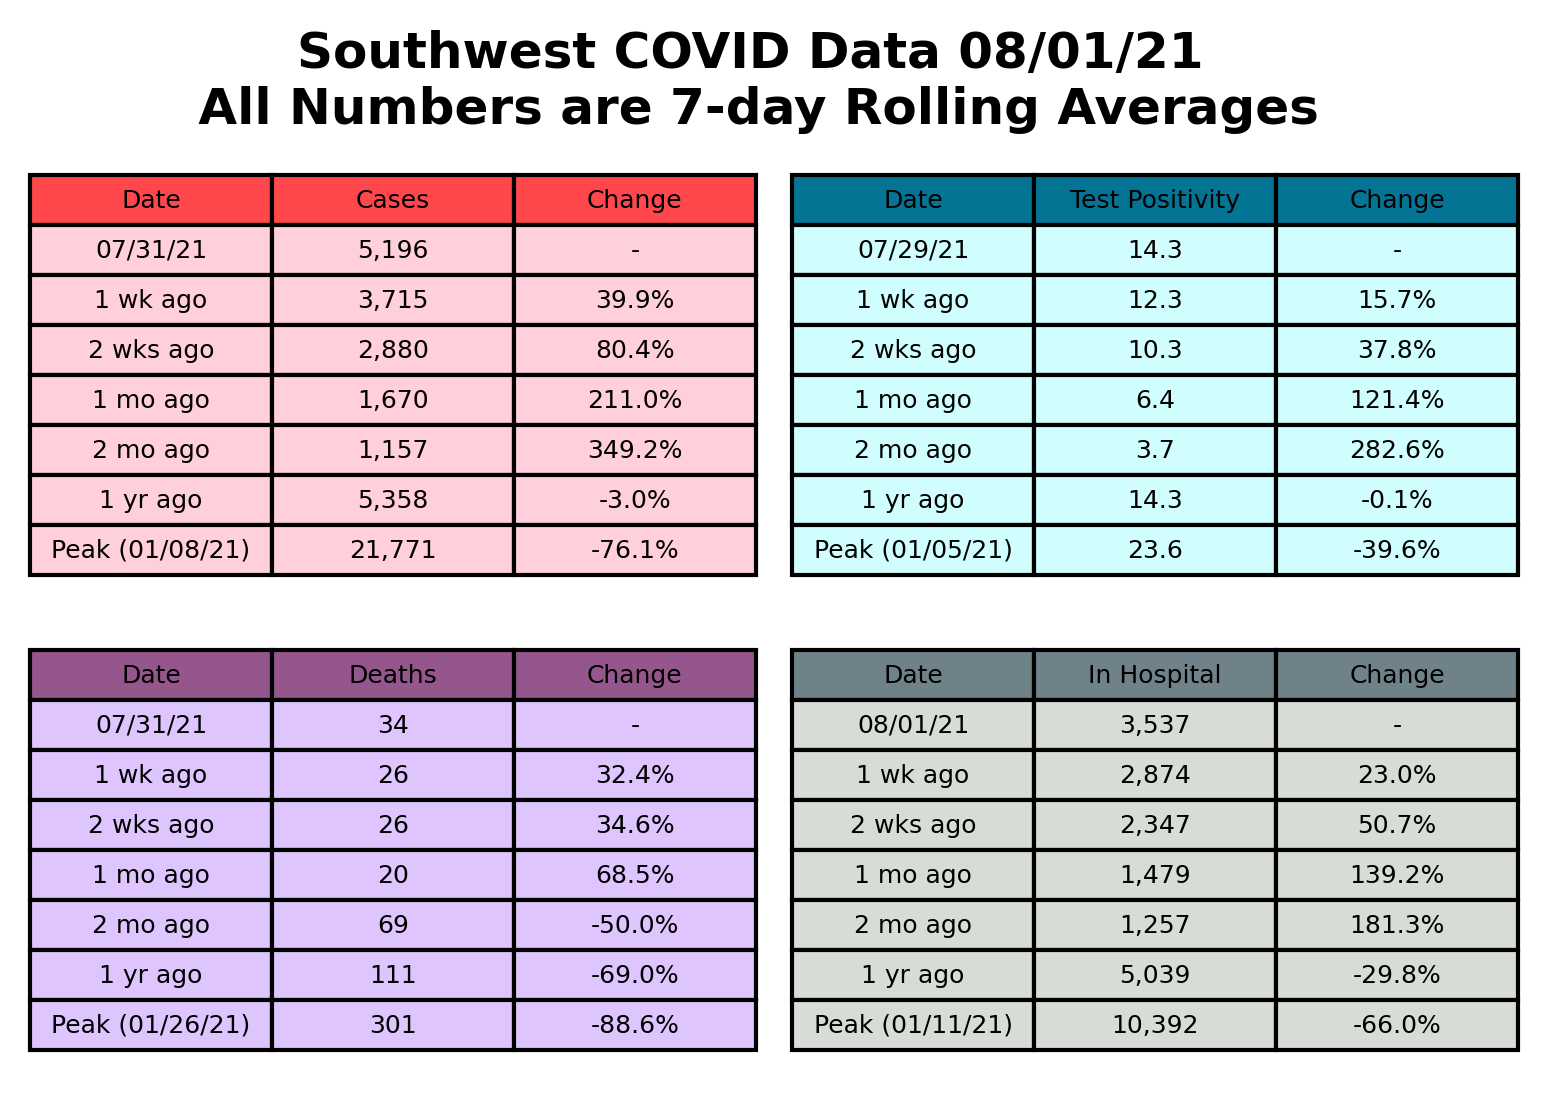 Southwest COVID Data 08/01/21
All Numbers are 7-day Rolling Averages
Date Cases Change
07/31/21 5,196 -
1 wk ago 3,715 39.9%
2 wks ago 2,880 80.4%
1 mo ago 1,670 211.0%
2 mo ago 1,157 349.2%
1 yr ago 5,358 -3.0%
Peak (01/08/21) 21,771 -76.1%
Date Test Positivity Change
07/29/21 14.3 -
1 wk ago 12.3 15.7%
2 wks ago 10.3 37.8%
1 mo ago 6.4 121.4%
2 mo ago 3.7 282.6%
1 yr ago 14.3 -0.1%
Peak (01/05/21) 23.6 -39.6%
Date Deaths Change
07/31/21 34 -
1 wk ago 26 32.4%
2 wks ago 26 34.6%
1 mo ago 20 68.5%
2 mo ago 69 -50.0%
1 yr ago 111 -69.0%
Peak (01/26/21) 301 -88.6%
Date In Hospital Change
08/01/21 3,537 -
1 wk ago 2,874 23.0%
2 wks ago 2,347 50.7%
1 mo ago 1,479 139.2%
2 mo ago 1,257 181.3%
1 yr ago 5,039 -29.8%
Peak (01/11/21) 10,392 -66.0%